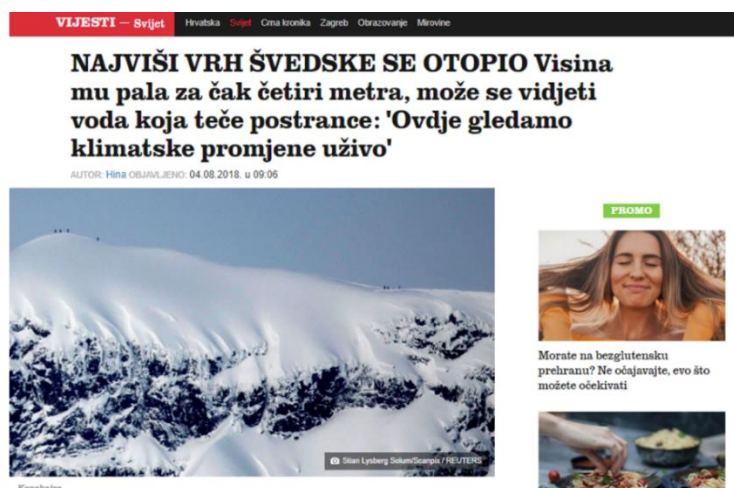 VIJESTI — Svijet Hrvatska Svijet Crna kronika Zagreb Obrazovanje Mirovine
NAJVIŠI VRH ŠVEDSKE SE OTOPIO Visina
mu pala za čak četiri metra, može se vidjeti
voda koja teče postrance: 'Ovdje gledamo
klimatske promjene uživo'
AUTOR: Hina OBJAVLJENO: 04.08.2018. u 09:06
Stian Lysberg Solum/Scanpix / REUTERS
PROMO
Morate na bezglutensku
prehranu? Ne očajavajte, evo što
možete očekivati